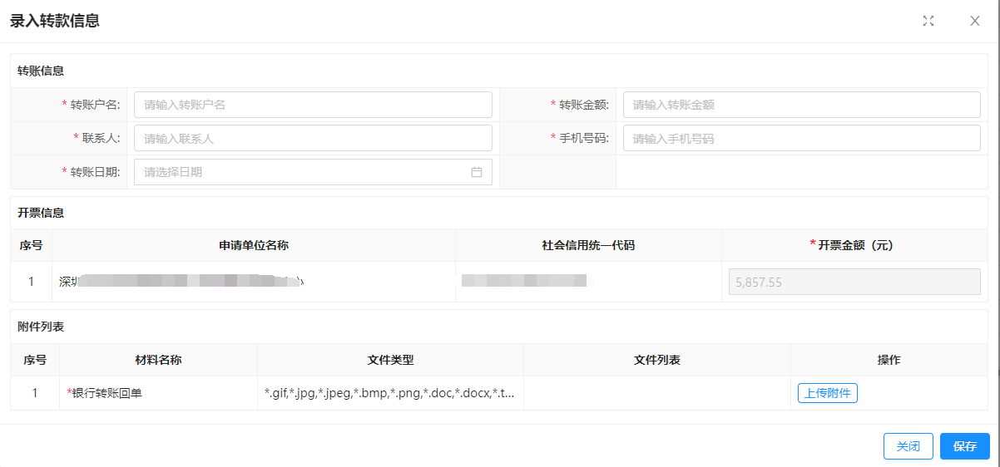 录入转款信息
转账信息
* 转账户名: 请输入转账户名 * 转账金额: 请输入转账金额
* 联系人: 请输入联系人 * 手机号码: 请输入手机号码
* 转账日期: 请选择日期
开票信息
序号 申请单位名称 社会信用统一代码 *开票金额（元）
1 深圳 5,857.55
附件列表
序号 材料名称 文件类型 文件列表 操作
1 *银行转账回单 *.gif,*.jpg,*.jpeg,*.bmp,*.png,*.doc,*.docx,*.t... 上传附件
关闭 保存